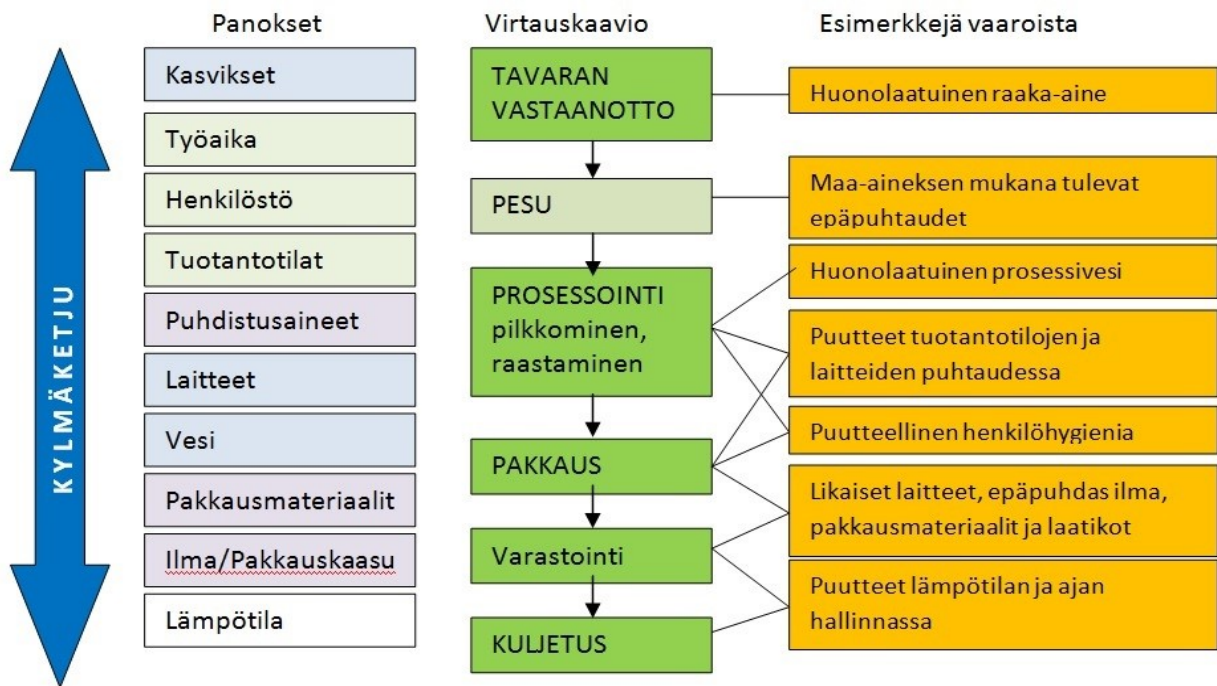 Panokset
Virtauskaavio
Esimerkkejä vaaroista
KYLMÄKETJU
Kasvikset
Työaika
Henkilöstö
Tuotantotilat
Puhdistusaineet
Laitteet
Vesi
Pakkausmateriaalit
Ilma/Pakkauskaasu
Lämpötila
TAVARAN
VASTAANOTTO
PESU
PROSESSOINTI
pilkkominen,
raastaminen
PAKKAUS
Varastointi
KULJETUS
Huonolaatuinen raaka-aine
Maa-aineksen mukana tulevat
epäpuhtaudet
Huonolaatuinen prosessivesi
Puutteet tuotantotilojen ja
laitteiden puhtaudessa
Puutteellinen henkilöhygienia
Likaiset laitteet, epäpuhdas ilma,
pakkausmateriaalit ja laatikot
Puutteet lämpötilan ja ajan
hallinnassa